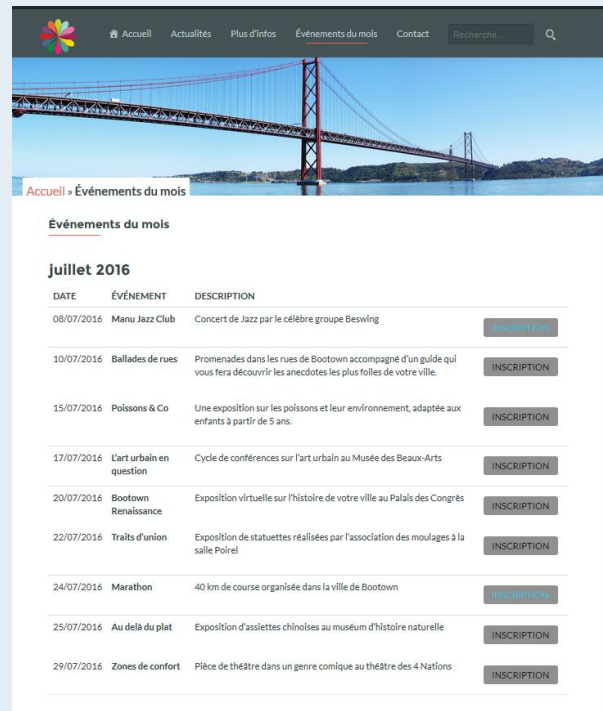 Accueil Actualités Plus d'infos Événements du mois Contact Recherche...
Accueil » Événements du mois
Événements du mois
juillet 2016
DATE ÉVÉNEMENT DESCRIPTION
08/07/2016 Manu Jazz Club Concert de Jazz par le célèbre groupe Beswing
INSCRIPTION
10/07/2016 Ballades de rues Promenades dans les rues de Bootown accompagné d'un guide qui
vous fera découvrir les anecdotes les plus folles de votre ville.
INSCRIPTION
15/07/2016 Poissons & Co Une exposition sur les poissons et leur environnement, adaptée aux
enfants à partir de 5 ans.
INSCRIPTION
17/07/2016 L'art urbain en Cycle de conférences sur l'art urbain au Musée des Beaux-Arts
question
INSCRIPTION
20/07/2016 Bootown Exposition virtuelle sur l'histoire de votre ville au Palais des Congrès
Renaissance
INSCRIPTION
22/07/2016 Traits d'union Exposition de statuettes réalisées par l'association des moulages à la
salle Poirel
INSCRIPTION
24/07/2016 Marathon 40 km de course organisée dans la ville de Bootown
INSCRIPTION
25/07/2016 Au delà du plat Exposition d'assiettes chinoises au muséum d'histoire naturelle
INSCRIPTION
29/07/2016 Zones de confort Pièce de théâtre dans un genre comique au théâtre des 4 Nations
INSCRIPTION